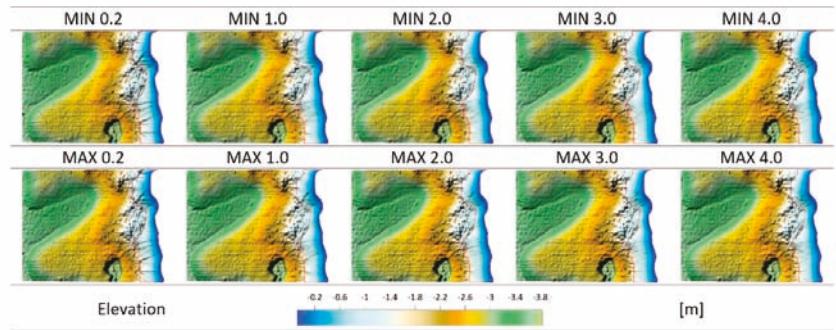 MIN 0.2 MIN 1.0 MIN 2.0 MIN 3.0 MIN 4.0
MAX 0.2 MAX 1.0 MAX 2.0 MAX 3.0 MAX 4.0
-0.2 -0.6 -1 -1.4 -1.8 -2.2 -2.6 -3 -3.4 -3.8
Elevation [m]